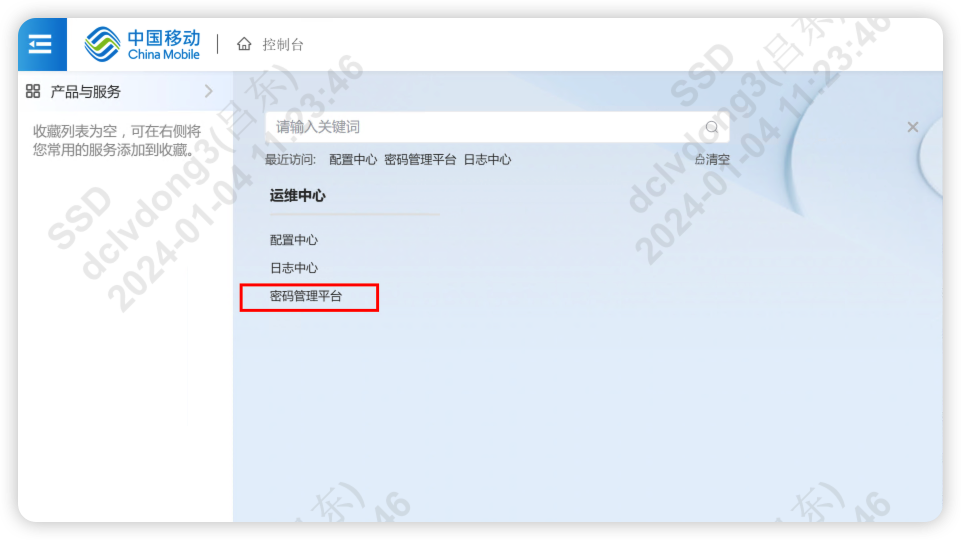 中国移动
China Mobile
控制台
产品与服务
收藏列表为空，可在右侧将
您常用的服务添加到收藏。
请输入关键词
最近访问: 配置中心 密码管理平台 日志中心
清空
运维中心
配置中心
日志中心
密码管理平台
SSD
dclvdong3(吕东)
2024-01-04 11:23:46
SSD
dclvdong3(吕东)
2024-01-04 11:23:46
东)
46
东)
46